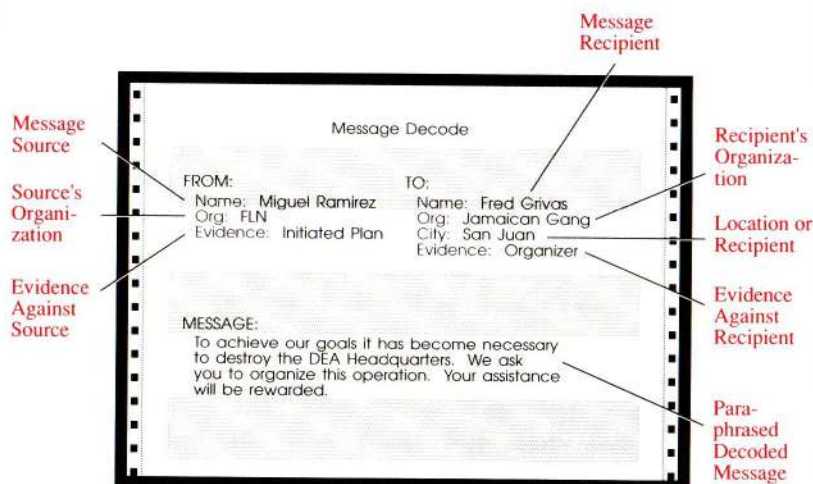 Message
Recipient
Message Decode
Message
Source
Source's
Organi-
zation
Evidence
Against
Source
FROM:
Name: Miguel Ramirez
Org: FLN
Evidence: Initiated Plan
TO:
Name: Fred Grivas
Org: Jamaican Gang
City: San Juan
Evidence: Organizer
Recipient's
Organiza-
tion
Location or
Recipient
Evidence
Against
Recipient
MESSAGE:
To achieve our goals it has become necessary
to destroy the DEA Headquarters. We ask
you to organize this operation. Your assistance
will be rewarded.
Para-
phrased
Decoded
Message